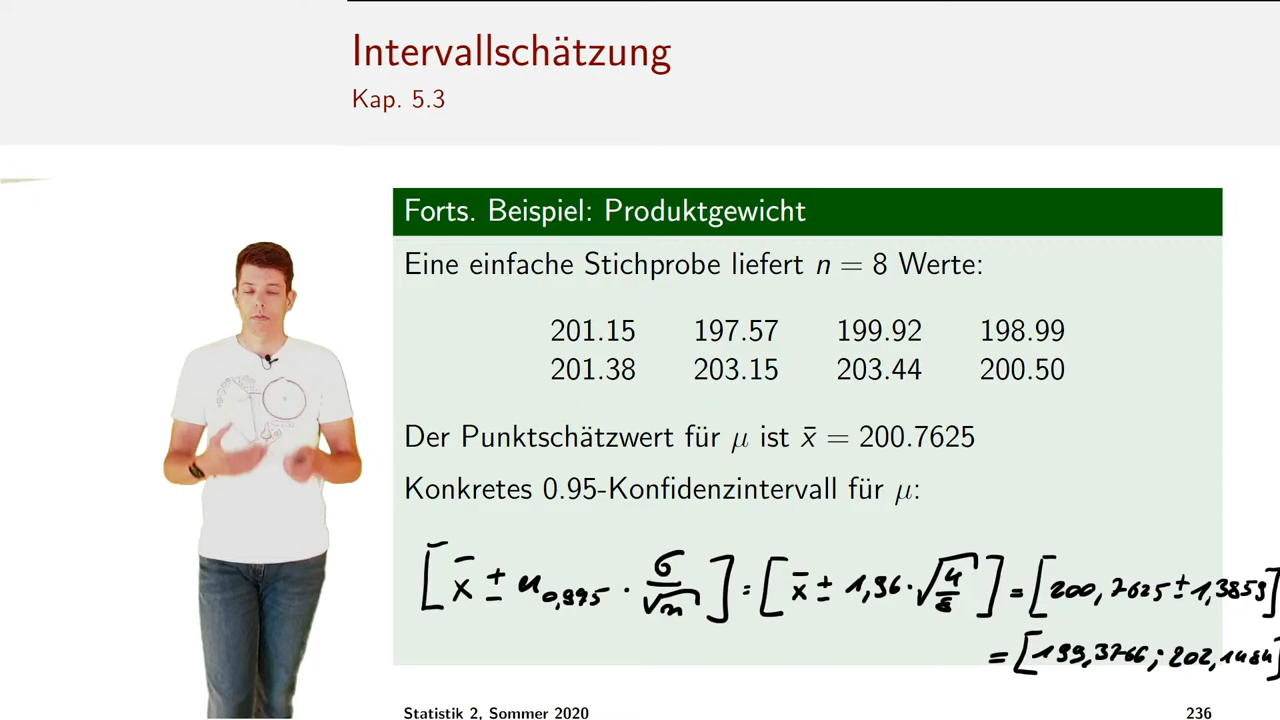 Intervallschätzung
Kap. 5.3
Forts. Beispiel: Produktgewicht
Eine einfache Stichprobe liefert n = 8 Werte:
201.15 197.57 199.92 198.99
201.38 203.15 203.44 200.50
Der Punktschätzwert für μ ist x̄ = 200.7625
Konkretes 0.95-Konfidenzintervall für μ:
[x̄ ± u0,995 · σ/√n] = [x̄ ± 1,96 · √4/8] = [200,7625 ± 1,3859]
= [199,3766; 202,1484]
Statistik 2, Sommer 2020 236